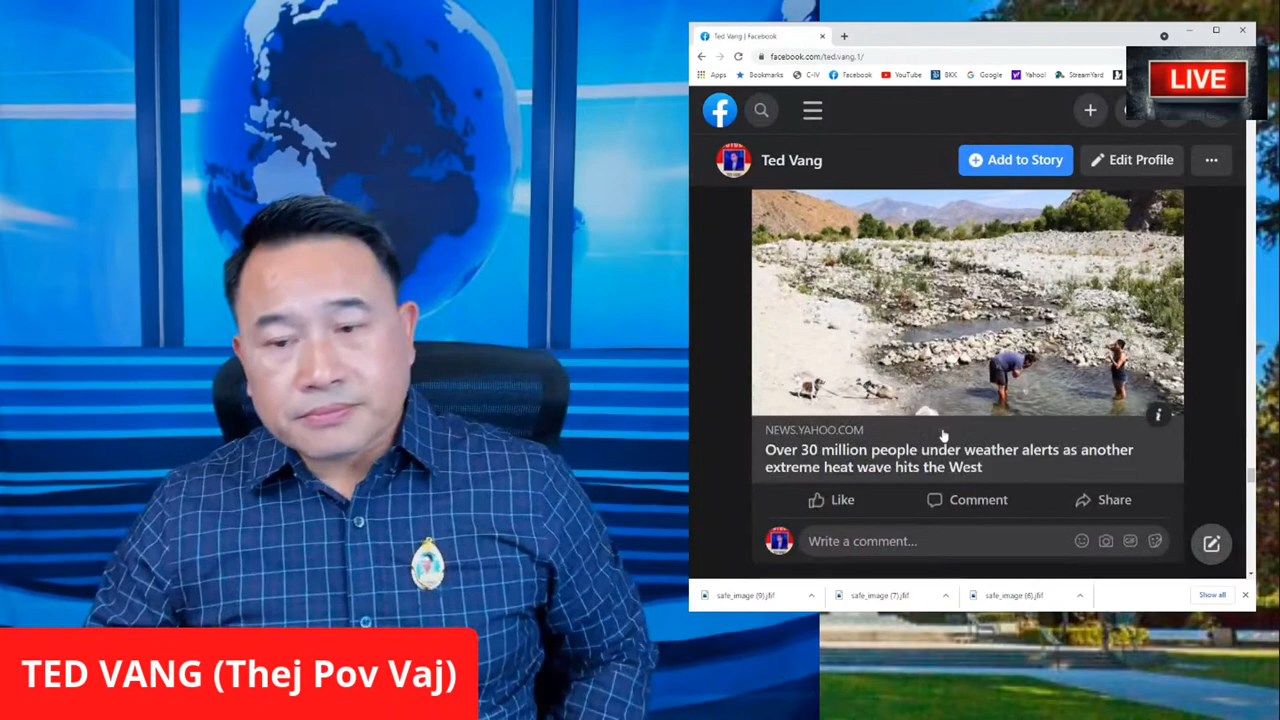 Ted Vang | Facebook
facebook.com/ted.vang.1/
Apps Bookmarks C-IV Facebook YouTube BKK Google Yahoo! StreamYard
LIVE
Ted Vang
Add to Story
Edit Profile
NEWS.YAHOO.COM
Over 30 million people under weather alerts as another
extreme heat wave hits the West
Like Comment Share
Write a comment...
GIF
safe_image (9).jfif safe_image (7).jfif safe_image (6).jfif Show all
TED VANG (Thej Pov Vaj)